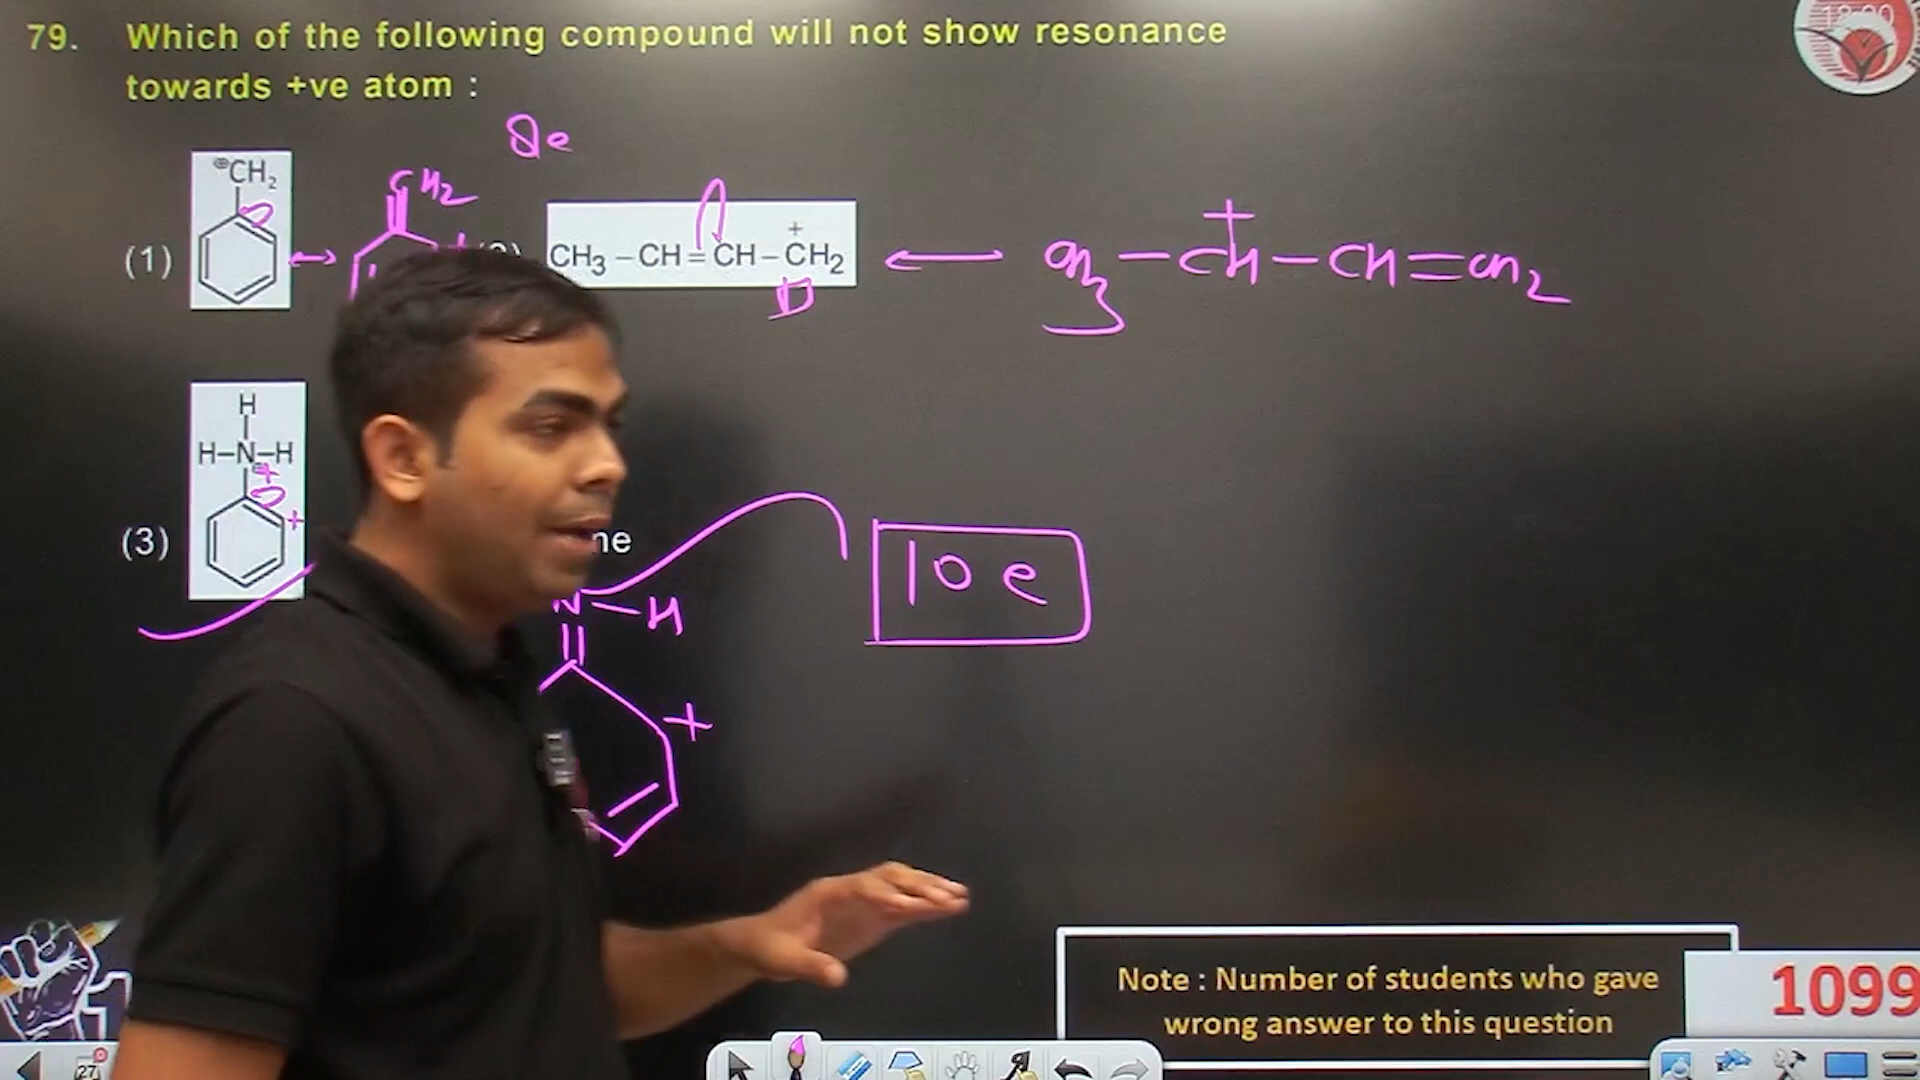 79. Which of the following compound will not show resonance
towards +ve atom :
8e
(1)
⊕CH2
CH2
CH3 – CH = CH – CH2
+
CH3 – CH – CH = CH2
+
H
H–N–H
⊕
+
+
(3)
ne
N – H
+
10 e
Note : Number of students who gave
wrong answer to this question
1099
27